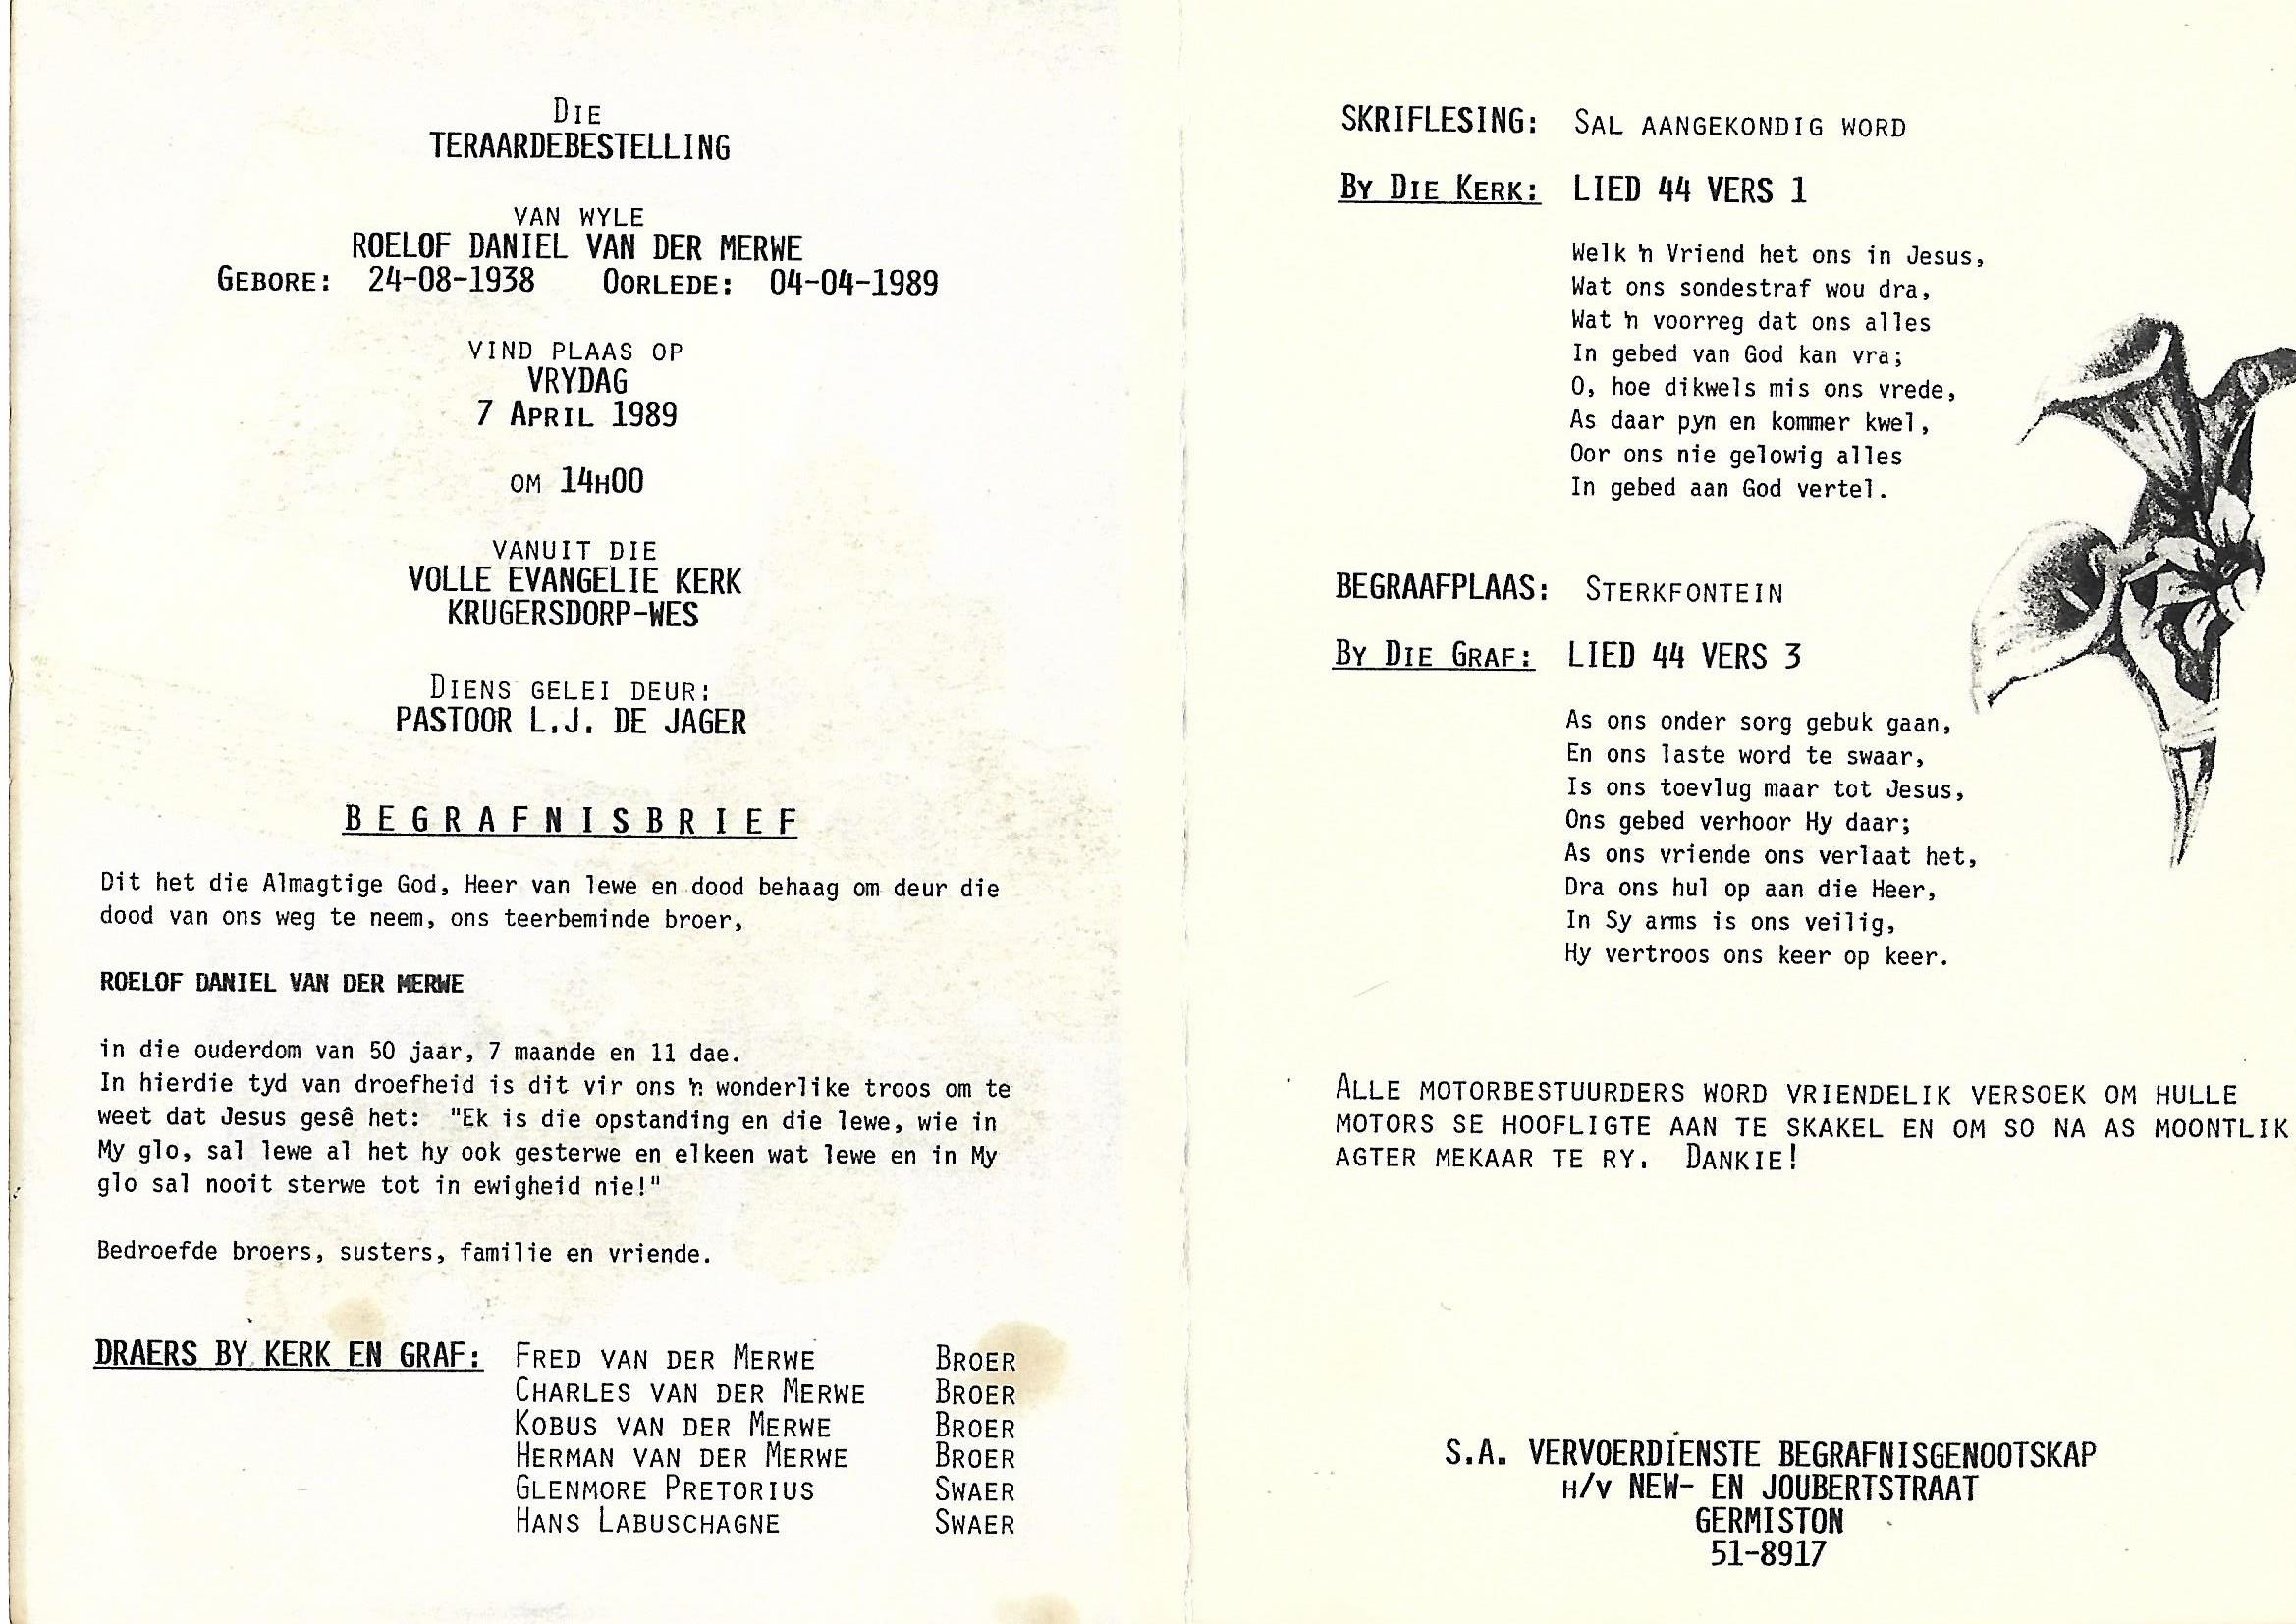 DIE
TERAARDEBESTELLING
VAN WYLE
ROELOF DANIEL VAN DER MERWE
GEBORE: 24-08-1938 OORLEDE: 04-04-1989
VIND PLAAS OP
VRYDAG
7 APRIL 1989
OM 14H00
VANUIT DIE
VOLLE EVANGELIE KERK
KRUGERSDORP-WES
DIENS GELEI DEUR:
PASTOOR L.J. DE JAGER
BEGRAFNISBRIEF
Dit het die Almagtige God, Heer van lewe en dood behaag om deur die
dood van ons weg te neem, ons teerbeminde broer,
ROELOF DANIEL VAN DER MERWE
in die ouderdom van 50 jaar, 7 maande en 11 dae.
In hierdie tyd van droefheid is dit vir ons 'n wonderlike troos om te
weet dat Jesus gesê het: "Ek is die opstanding en die lewe, wie in
My glo, sal lewe al het hy ook gesterwe en elkeen wat lewe en in My
glo sal nooit sterwe tot in ewigheid nie!"
Bedroefde broers, susters, familie en vriende.
DRAERS BY KERK EN GRAF: FRED VAN DER MERWE BROER
CHARLES VAN DER MERWE BROER
KOBUS VAN DER MERWE BROER
HERMAN VAN DER MERWE BROER
GLENMORE PRETORIUS SWAER
HANS LABUSCHAGNE SWAER
SKRIFLESING: SAL AANGEKONDIG WORD
BY DIE KERK: LIED 44 VERS 1
Welk 'n Vriend het ons in Jesus,
Wat ons sondestraf wou dra,
Wat 'n voorreg dat ons alles
In gebed van God kan vra;
O, hoe dikwels mis ons vrede,
As daar pyn en kommer kwel,
Oor ons nie gelowig alles
In gebed aan God vertel.
BEGRAAFPLAAS: STERKFONTEIN
BY DIE GRAF: LIED 44 VERS 3
As ons onder sorg gebuk gaan,
En ons laste word te swaar,
Is ons toevlug maar tot Jesus,
Ons gebed verhoor Hy daar;
As ons vriende ons verlaat het,
Dra ons hul op aan die Heer,
In Sy arms is ons veilig,
Hy vertroos ons keer op keer.
ALLE MOTORBESTUURDERS WORD VRIENDELIK VERSOEK OM HULLE
MOTORS SE HOOFLIGTE AAN TE SKAKEL EN OM SO NA AS MOONTLIK
AGTER MEKAAR TE RY. DANKIE!
S.A. VERVOERDIENSTE BEGRAFNISGENOOTSKAP
H/V NEW- EN JOUBERTSTRAAT
GERMISTON
51-8917